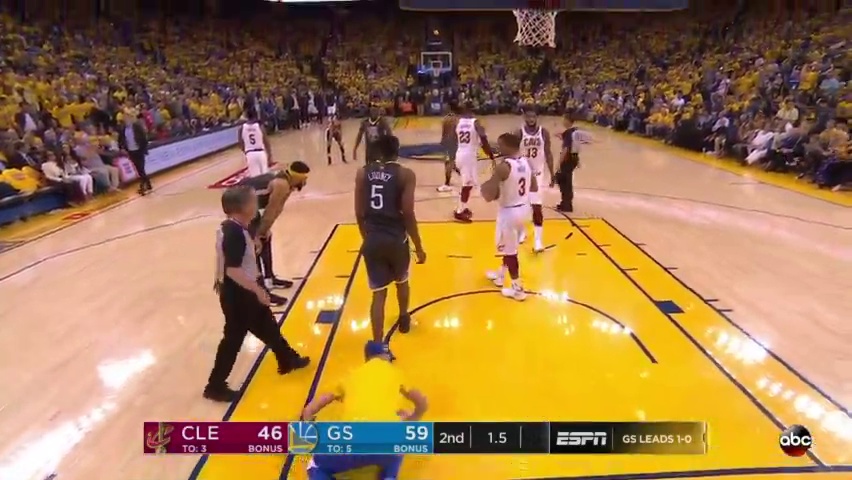 5
23
CAVS
13
LOONEY
5
3
CLE 46
TO: 3 BONUS
GS 59
TO: 5 BONUS
2nd 1.5
ESPN
GS LEADS 1-0
abc